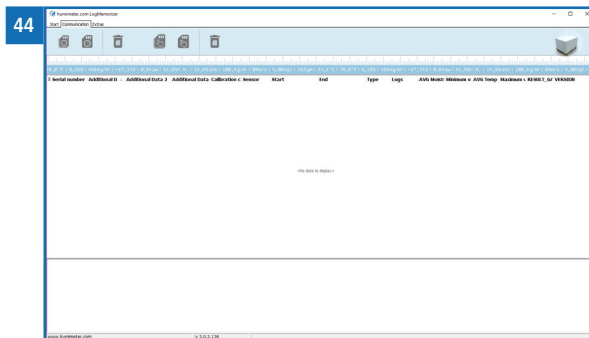 44
humimeter.com LogMemorizer
Start Communication Extras
Serial number Additional D Additional Data 2 Additional Data Calibration c Sensor Start End Type Logs AVG Moist Minimum v AVG Temp Maximum v RESULT_GZ VERSION
<No data to display>
www.humimeter.com v 3.0.2.126